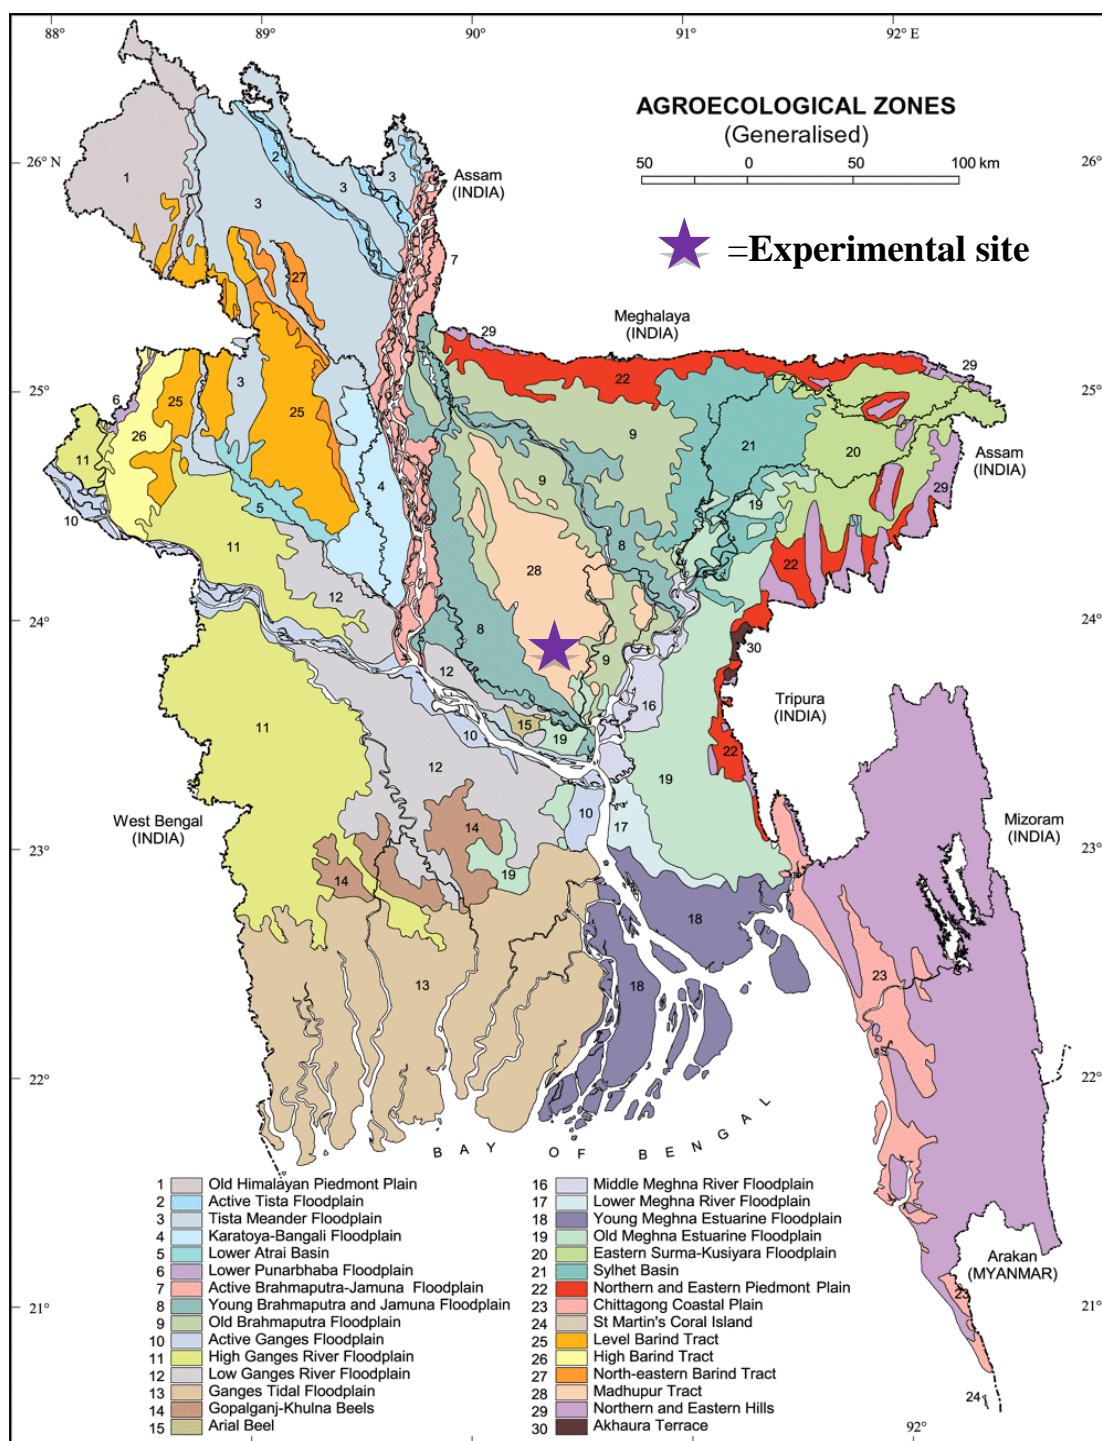 88°
89°
90°
91°
92° E
AGROECOLOGICAL ZONES
(Generalised)
50 0 50 100 km
26° N
26°
Assam
(INDIA)
=Experimental site
Meghalaya
(INDIA)
25°
25°
Assam
(INDIA)
24°
24°
Tripura
(INDIA)
West Bengal
(INDIA)
Mizoram
(INDIA)
23°
23°
22°
22°
BAY OF BENGAL
Arakan
(MYANMAR)
21°
21°
92°
1
2
3
3
3
7
27
29
29
22
6
25
3
25
26
11
10
5
4
9
21
20
29
9
19
11
8
22
12
28
8
30
12
9
16
11
15
10
19
22
12
19
10
17
14
14
19
18
13
18
23
23
24
1 Old Himalayan Piedmont Plain
2 Active Tista Floodplain
3 Tista Meander Floodplain
4 Karatoya-Bangali Floodplain
5 Lower Atrai Basin
6 Lower Punarbhaba Floodplain
7 Active Brahmaputra-Jamuna Floodplain
8 Young Brahmaputra and Jamuna Floodplain
9 Old Brahmaputra Floodplain
10 Active Ganges Floodplain
11 High Ganges River Floodplain
12 Low Ganges River Floodplain
13 Ganges Tidal Floodplain
14 Gopalganj-Khulna Beels
15 Arial Beel
16 Middle Meghna River Floodplain
17 Lower Meghna River Floodplain
18 Young Meghna Estuarine Floodplain
19 Old Meghna Estuarine Floodplain
20 Eastern Surma-Kusiyara Floodplain
21 Sylhet Basin
22 Northern and Eastern Piedmont Plain
23 Chittagong Coastal Plain
24 St Martin's Coral Island
25 Level Barind Tract
26 High Barind Tract
27 North-eastern Barind Tract
28 Madhupur Tract
29 Northern and Eastern Hills
30 Akhaura Terrace